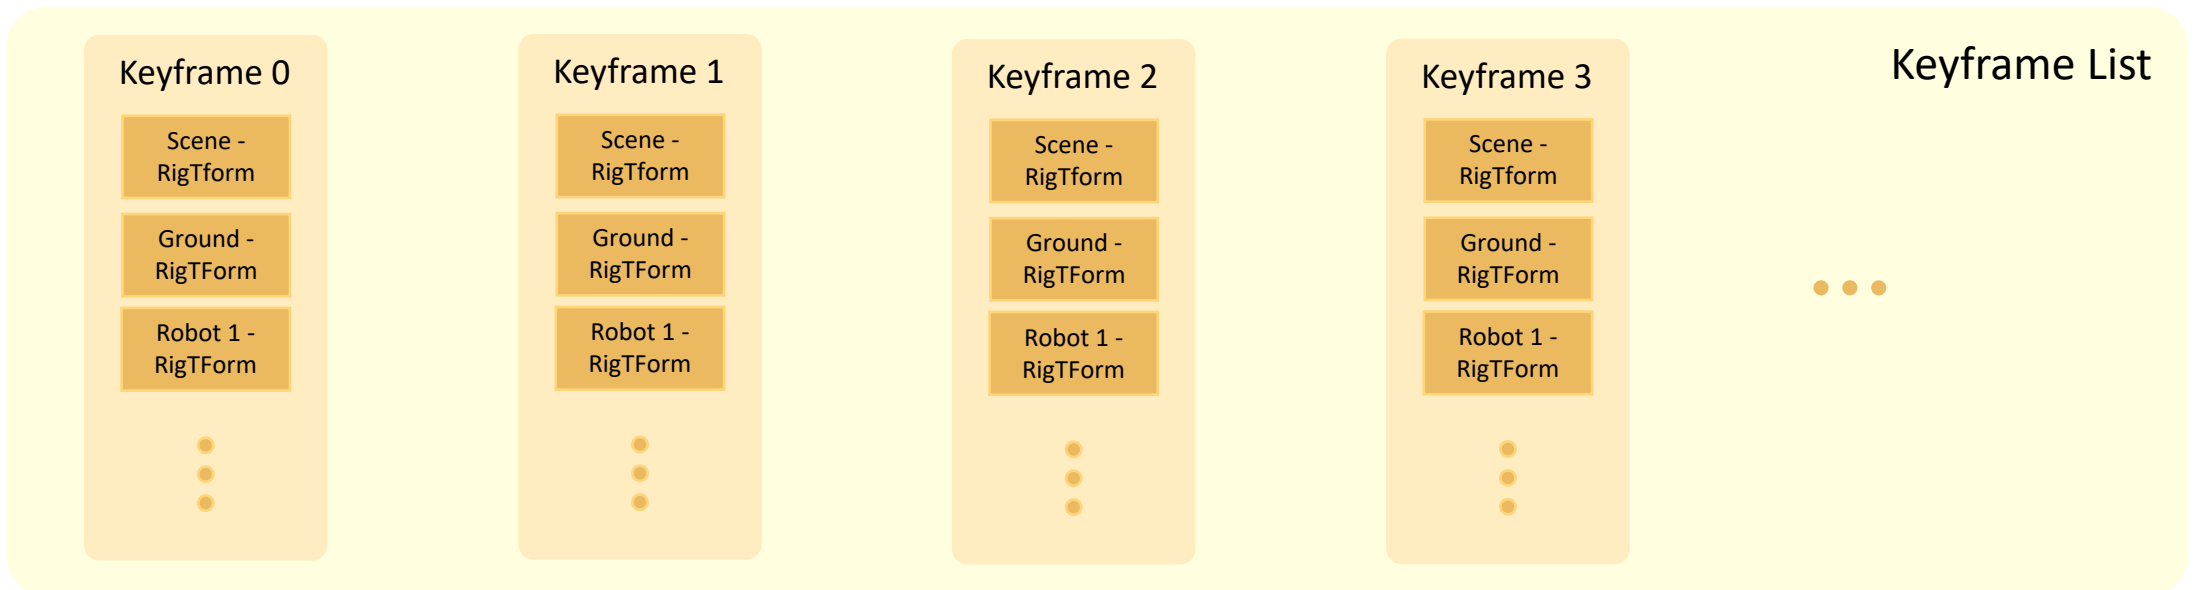 Keyframe List
Keyframe 0
Scene -
RigTform
Ground -
RigTForm
Robot 1 -
RigTForm
Keyframe 1
Scene -
RigTform
Ground -
RigTForm
Robot 1 -
RigTForm
Keyframe 2
Scene -
RigTform
Ground -
RigTForm
Robot 1 -
RigTForm
Keyframe 3
Scene -
RigTform
Ground -
RigTForm
Robot 1 -
RigTForm